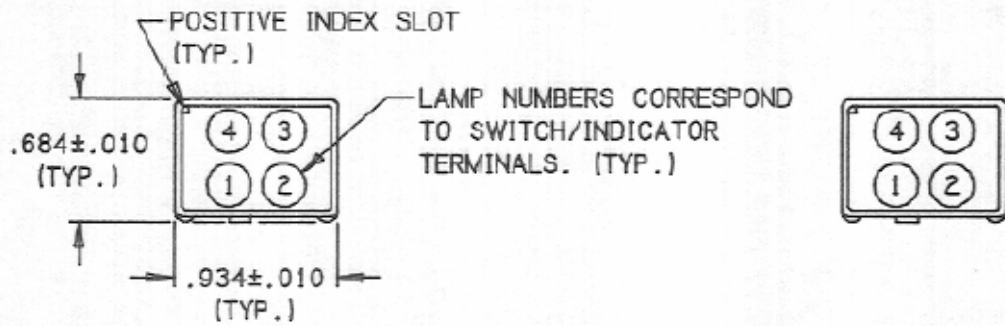 POSITIVE INDEX SLOT
(TYP.)
LAMP NUMBERS CORRESPOND
TO SWITCH/INDICATOR
TERMINALS. (TYP.)
.684±.010
(TYP.)
4 3
1 2
.934±.010
(TYP.)
4 3
1 2